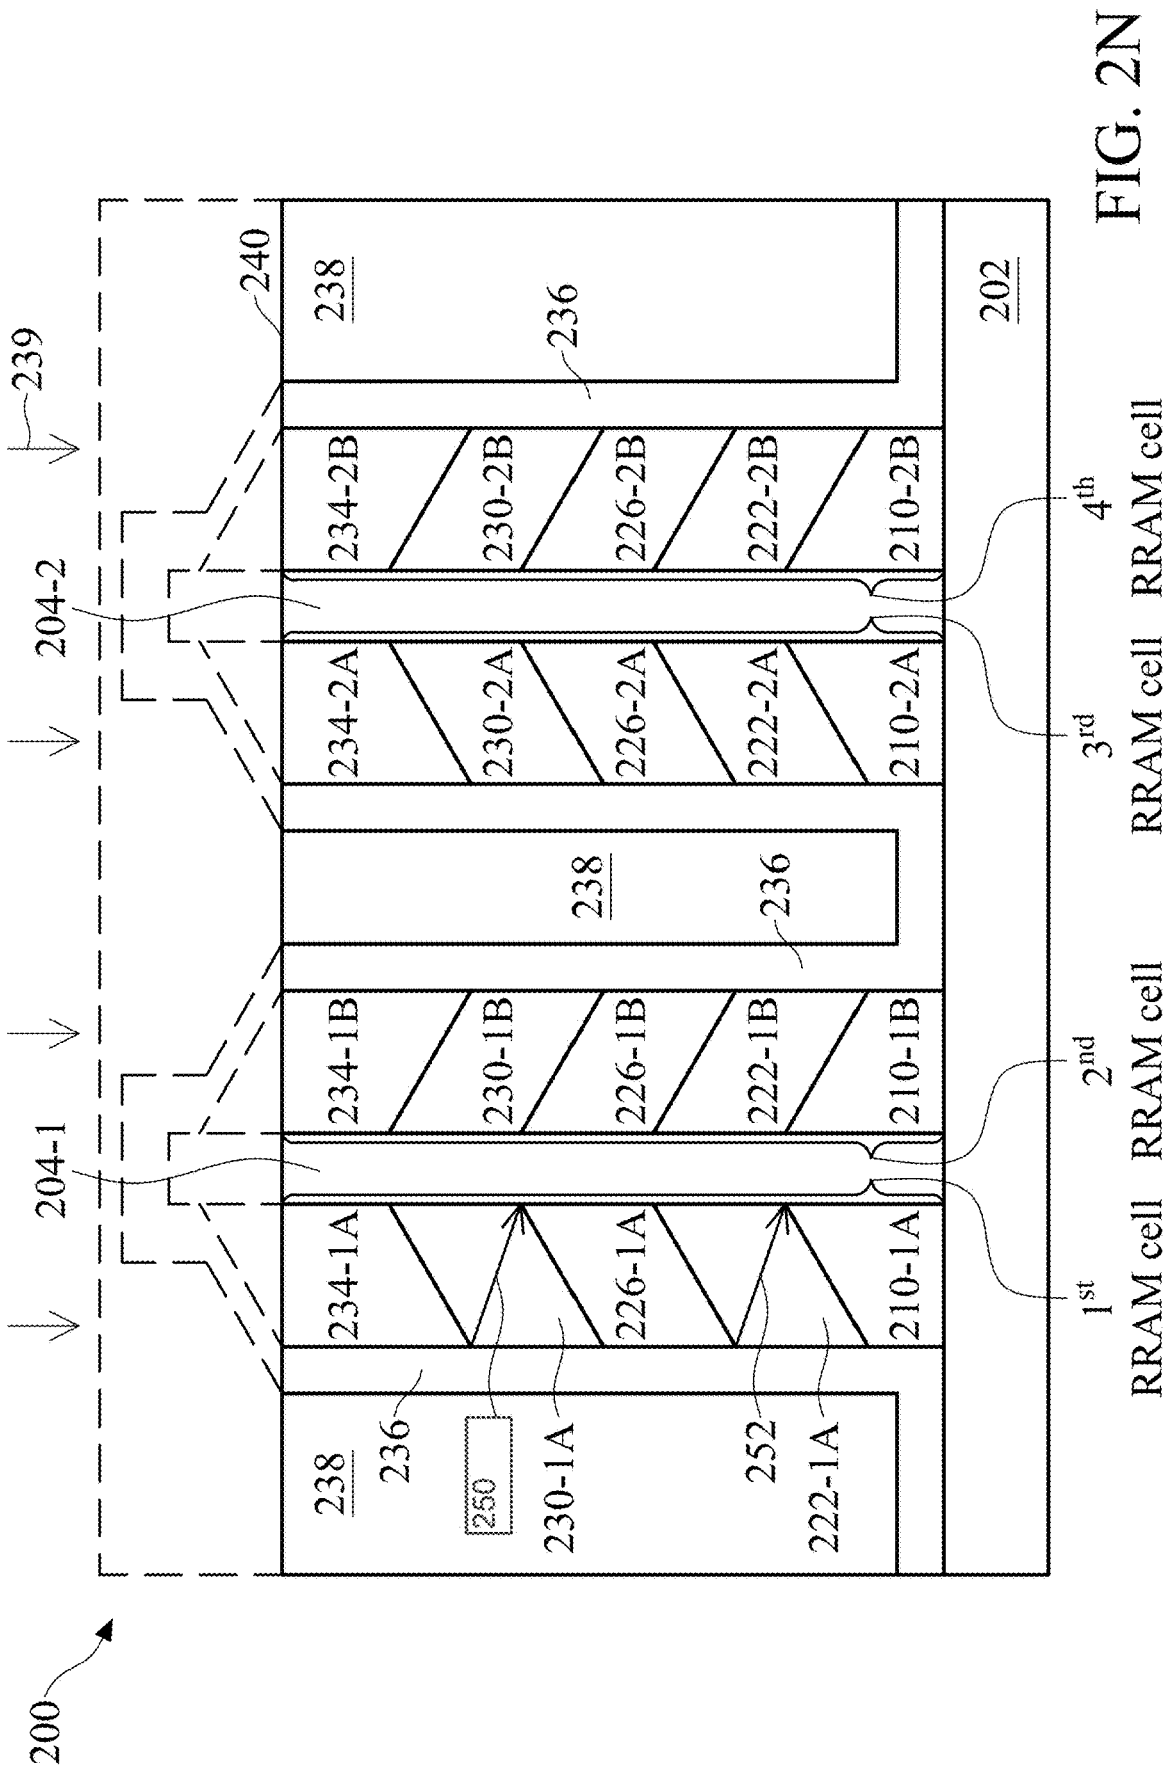 200
239
204-1
204-2
240
238
234-1A
234-1B
234-2A
234-2B
238
236
236
250
230-1B
230-2A
230-2B
230-1A
238
226-1A
226-1B
226-2A
226-2B
252
236
222-1B
222-2A
222-2B
222-1A
210-1A
210-1B
210-2A
210-2B
202
1st
2nd
3rd
4th
RRAM cell
RRAM cell
RRAM cell
RRAM cell
FIG. 2N